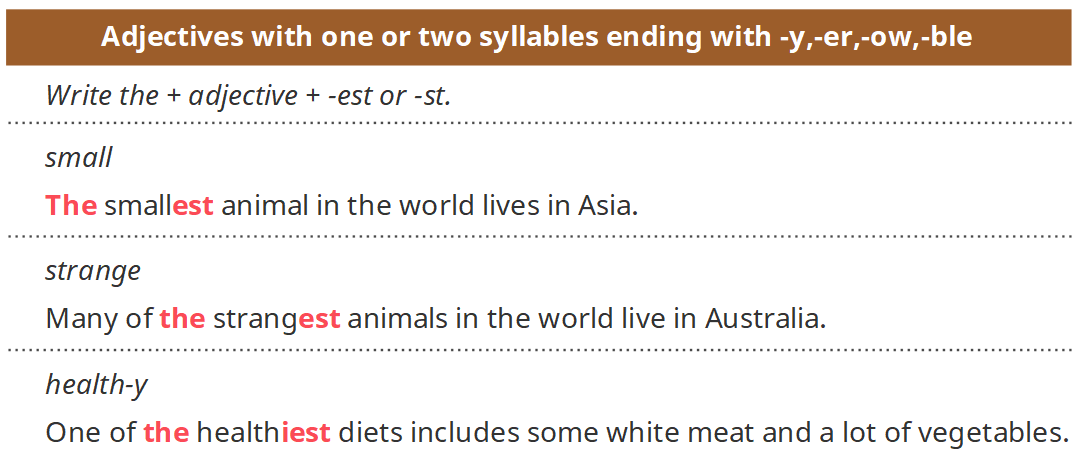 Adjectives with one or two syllables ending with -y,-er,-ow,-ble
Write the + adjective + -est or -st.
small
The smallest animal in the world lives in Asia.
strange
Many of the strangest animals in the world live in Australia.
health-y
One of the healthiest diets includes some white meat and a lot of vegetables.